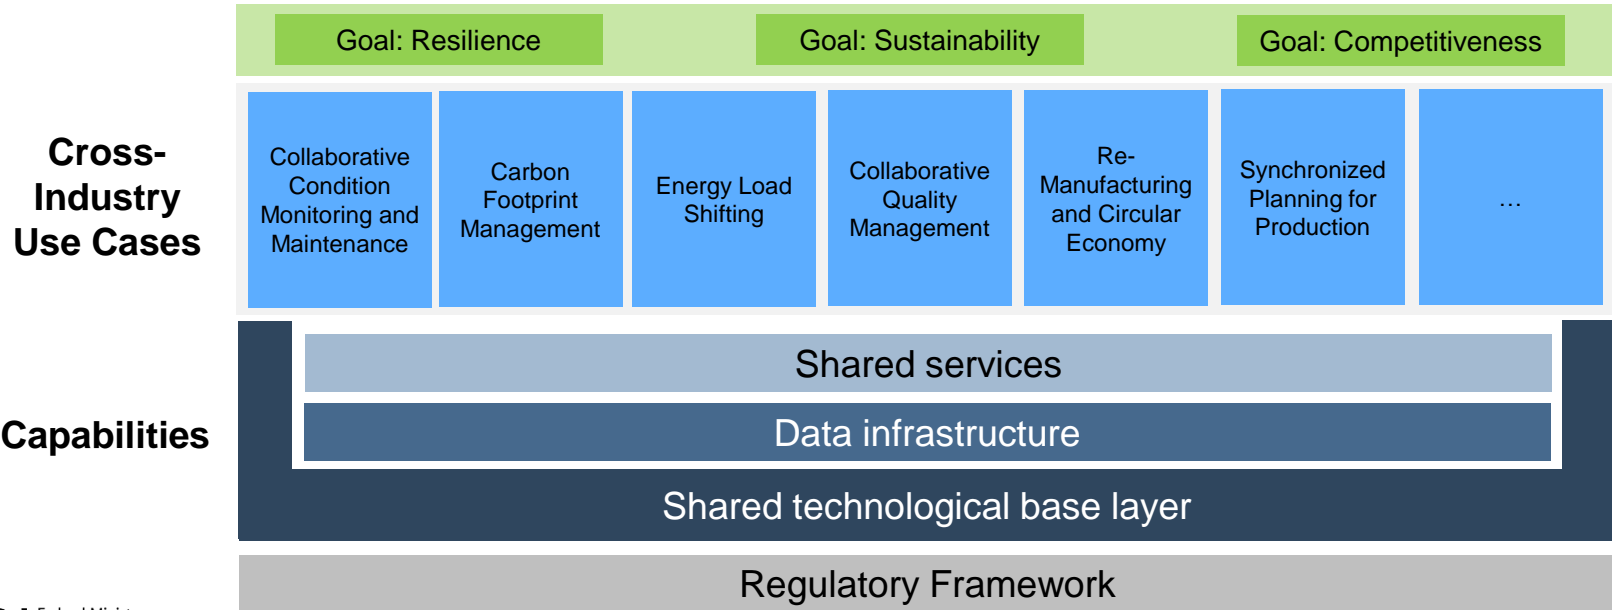 Goal: Resilience
Goal: Sustainability
Goal: Competitiveness
Cross-
Industry
Use Cases
Collaborative
Condition
Monitoring and
Maintenance
Carbon
Footprint
Management
Energy Load
Shifting
Collaborative
Quality
Management
Re-
Manufacturing
and Circular
Economy
Synchronized
Planning for
Production
...
Capabilities
Shared services
Data infrastructure
Shared technological base layer
Regulatory Framework